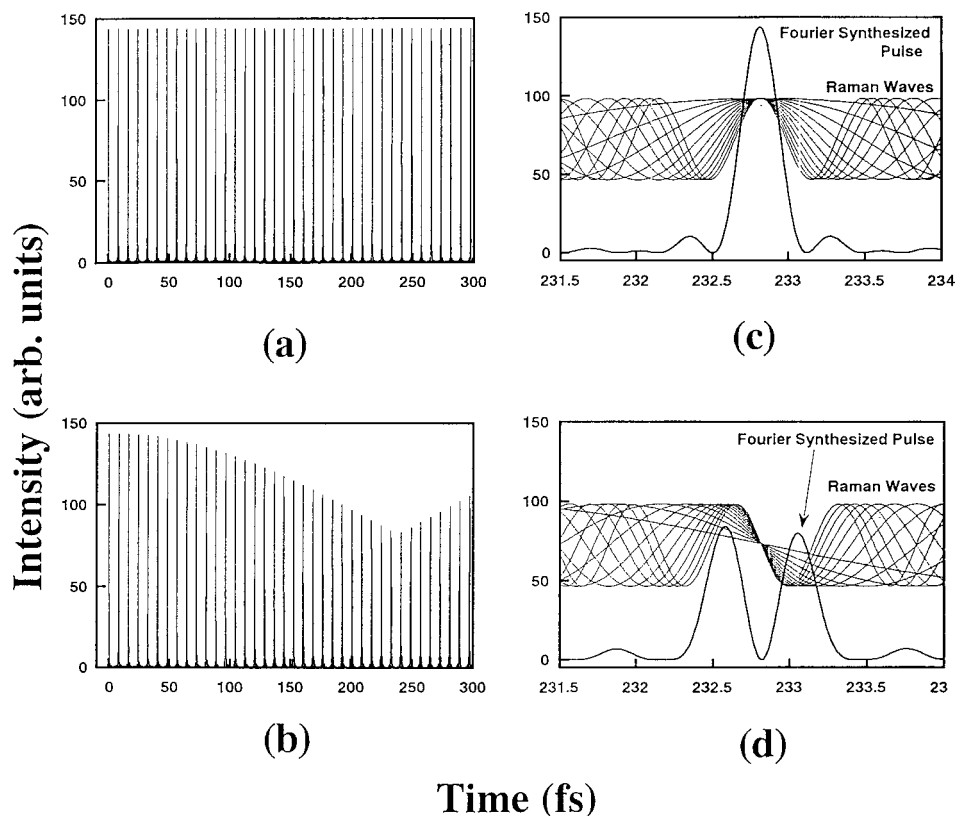 150
100
50
0
0 50 100 150 200 250 300
(a)
150
100
50
0
231.5 232 232.5 233 233.5 234
Fourier Synthesized
Pulse
Raman Waves
(c)
150
100
50
0
0 50 100 150 200 250 300
(b)
150
100
50
0
231.5 232 232.5 233 233.5 23
Fourier Synthesized Pulse
Raman Waves
(d)
Intensity (arb. units)
Time (fs)